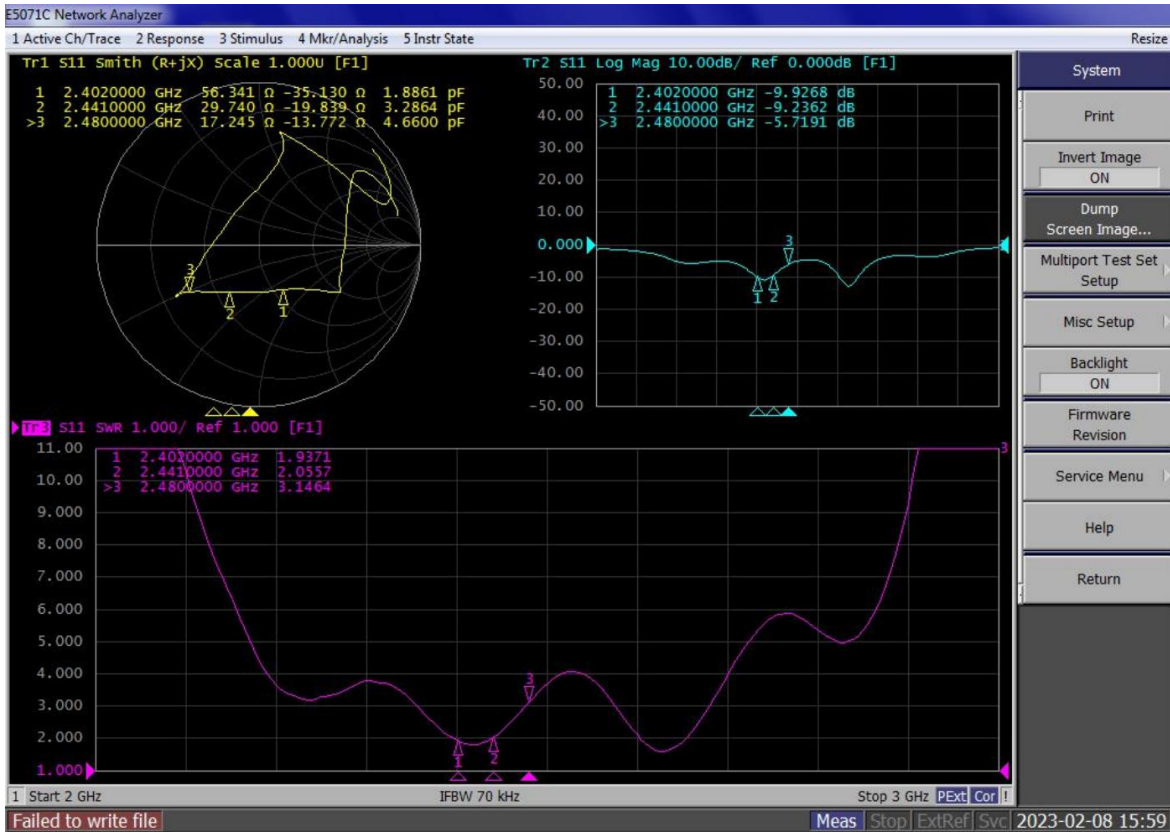 E5071C Network Analyzer
1 Active Ch/Trace 2 Response 3 Stimulus 4 Mkr/Analysis 5 Instr State Resize
Tr1 S11 Smith (R+jX) Scale 1.000U [F1]
1 2.4020000 GHz 56.341 Ω -35.130 Ω 1.8861 pF
2 2.4410000 GHz 29.740 Ω -19.839 Ω 3.2864 pF
>3 2.4800000 GHz 17.245 Ω -13.772 Ω 4.6600 pF
3
2
1
Tr2 S11 Log Mag 10.00dB/ Ref 0.000dB [F1]
1 2.4020000 GHz -9.9268 dB
2 2.4410000 GHz -9.2362 dB
>3 2.4800000 GHz -5.7191 dB
50.00
40.00
30.00
20.00
10.00
0.000
-10.00
-20.00
-30.00
-40.00
-50.00
3
1 2
Tr3 S11 SWR 1.000/ Ref 1.000 [F1]
1 2.4020000 GHz 1.9371
2 2.4410000 GHz 2.0557
>3 2.4800000 GHz 3.1464
11.00
10.00
9.000
8.000
7.000
6.000
5.000
4.000
3.000
2.000
1.000
3
3
1
2
System
Print
Invert Image
ON
Dump
Screen Image...
Multiport Test Set
Setup
Misc Setup
Backlight
ON
Firmware
Revision
Service Menu
Help
Return
1 Start 2 GHz IFBW 70 kHz Stop 3 GHz PExt Cor !
Failed to write file Meas Stop ExtRef Svc 2023-02-08 15:59